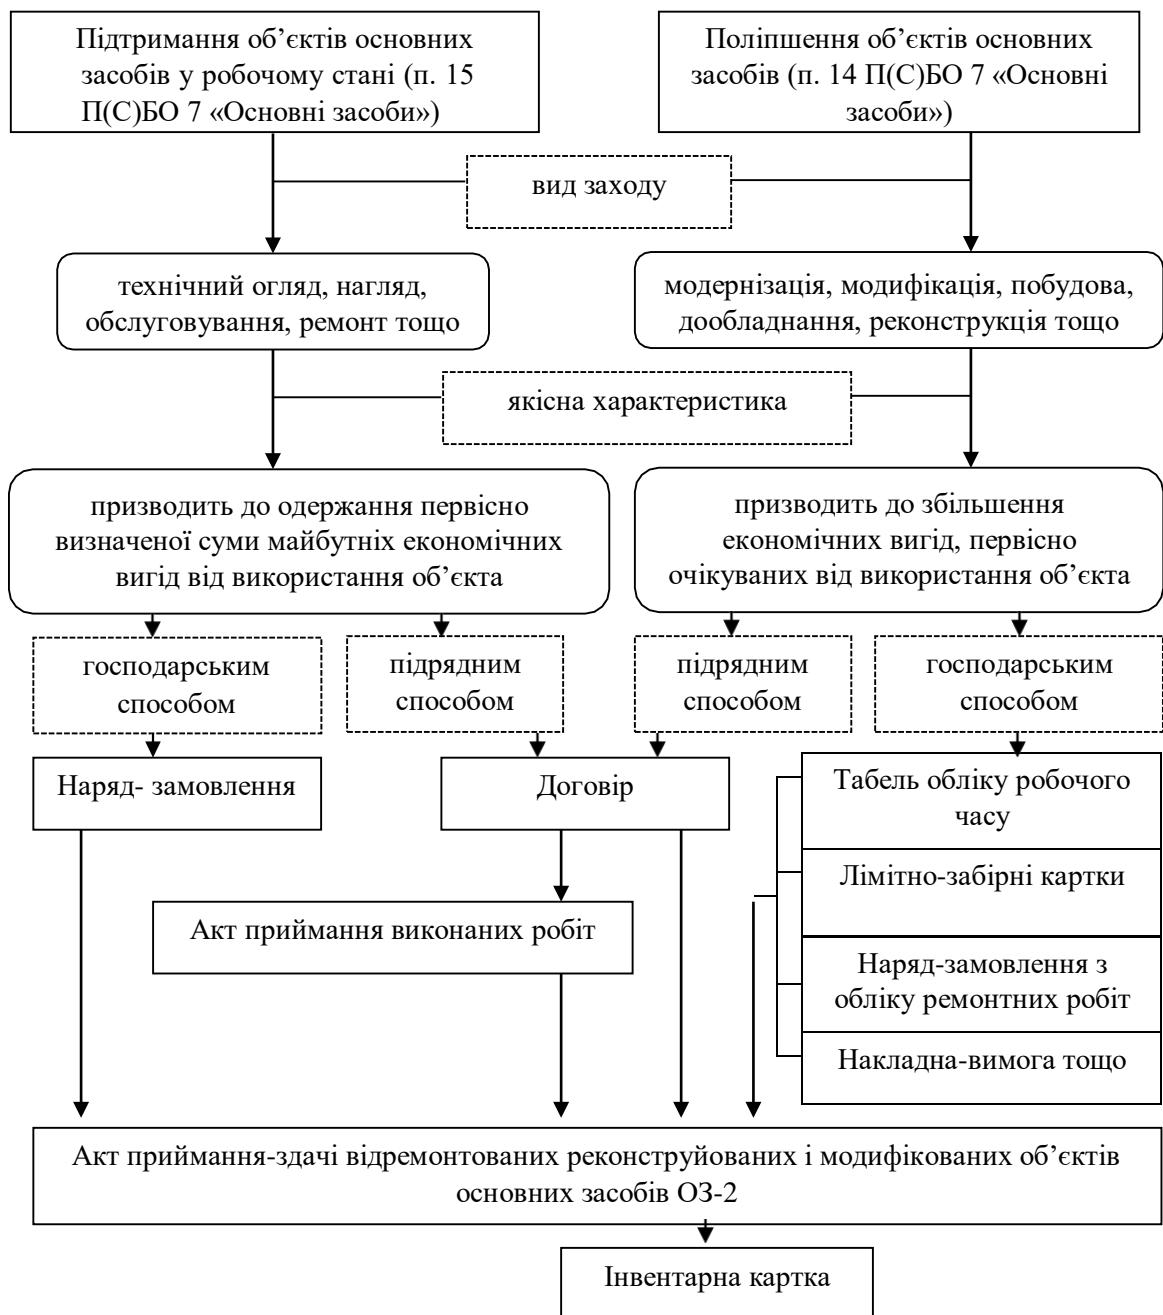 Підтримання об’єктів основних
засобів у робочому стані (п. 15
П(С)БО 7 «Основні засоби»)
Поліпшення об’єктів основних
засобів (п. 14 П(С)БО 7 «Основні
засоби»)
вид заходу
технічний огляд, нагляд,
обслуговування, ремонт тощо
модернізація, модифікація, побудова,
дообладнання, реконструкція тощо
якісна характеристика
призводить до одержання первісно
визначеної суми майбутніх економічних
вигід від використання об’єкта
призводить до збільшення
економічних вигід, первісно
очікуваних від використання об’єкта
господарським
способом
підрядним
способом
підрядним
способом
господарським
способом
Наряд- замовлення
Договір
Табель обліку робочого
часу
Лімітно-забірні картки
Акт приймання виконаних робіт
Наряд-замовлення з
обліку ремонтних робіт
Накладна-вимога тощо
Акт приймання-здачі відремонтованих реконструйованих і модифікованих об’єктів
основних засобів ОЗ-2
Інвентарна картка